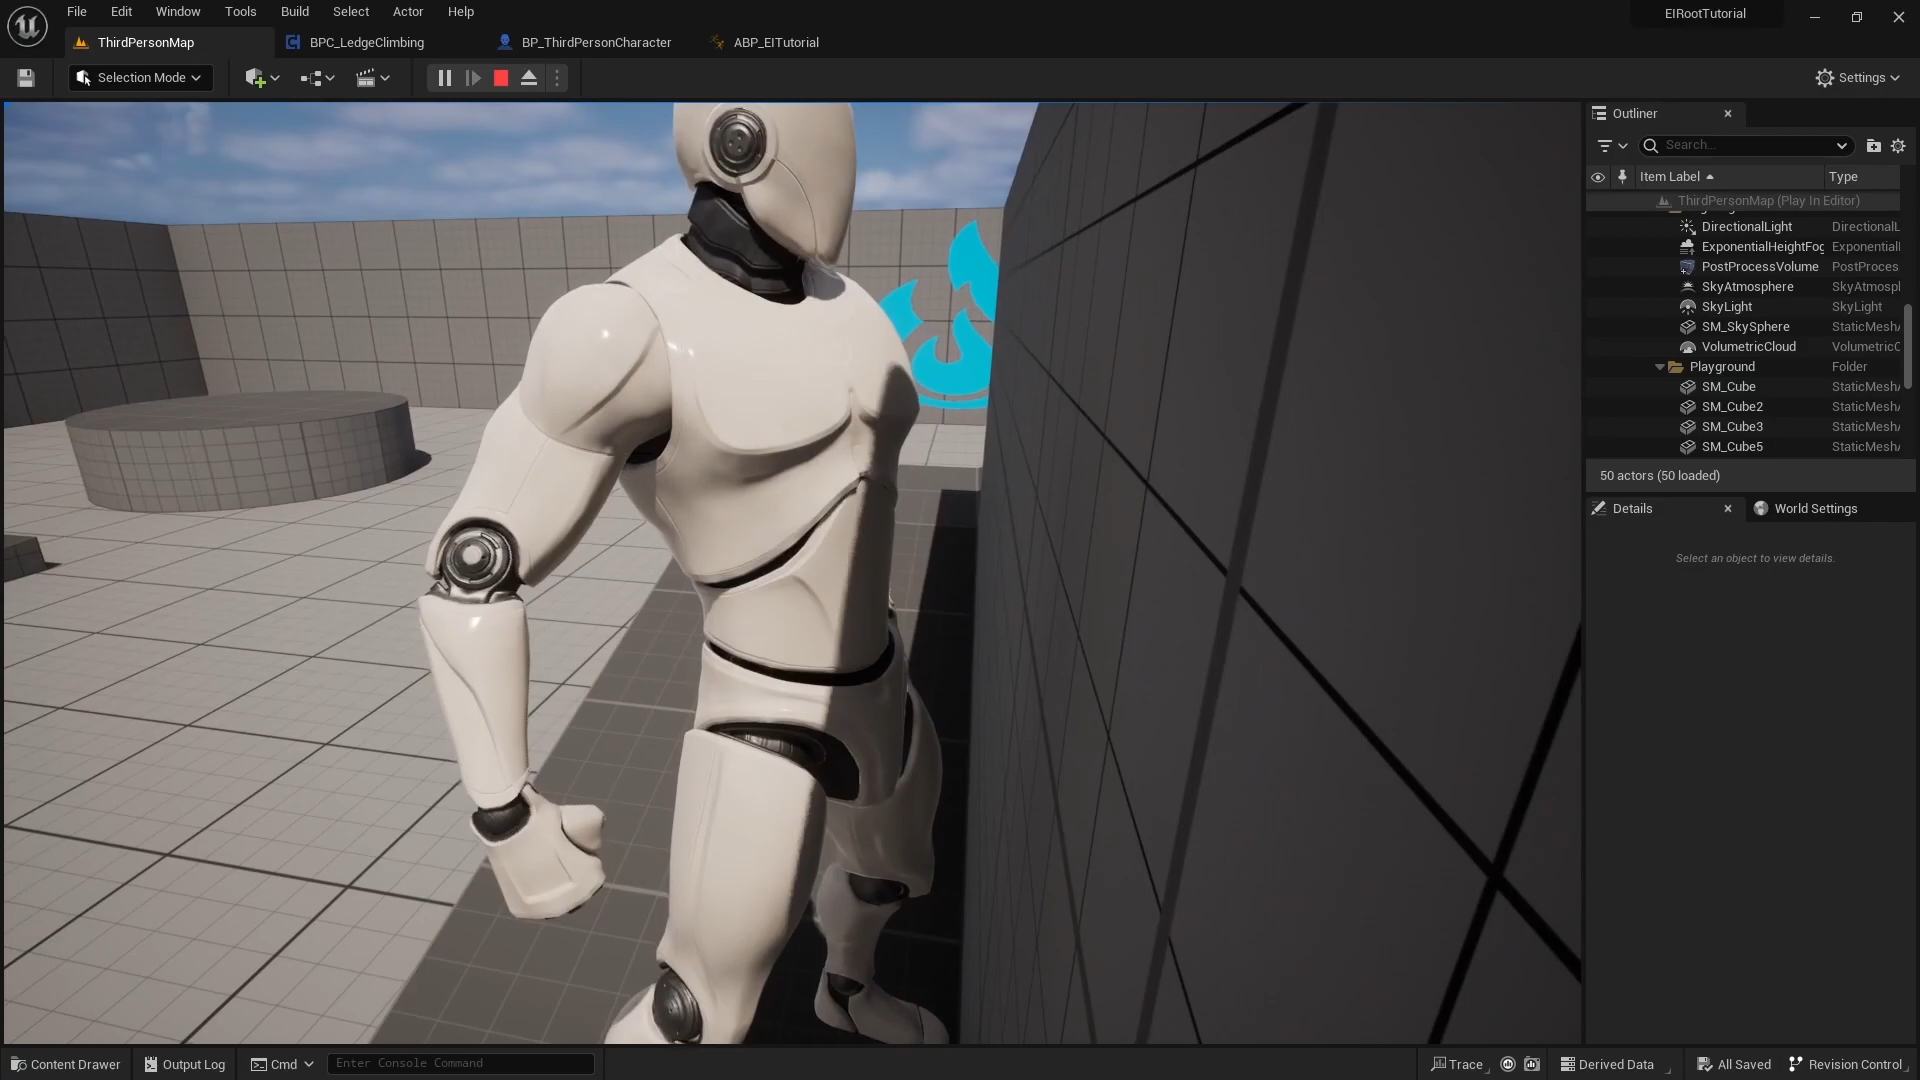 File Edit Window Tools Build Select Actor Help
EIRootTutorial
ThirdPersonMap
BPC_LedgeClimbing
BP_ThirdPersonCharacter
ABP_EITutorial
Selection Mode
Settings
Outliner
Search...
Item Label
Type
ThirdPersonMap (Play In Editor)
DirectionalLight DirectionalL
ExponentialHeightFog Exponential
PostProcessVolume PostProces
SkyAtmosphere SkyAtmosp
SkyLight SkyLight
SM_SkySphere StaticMesh
VolumetricCloud Volumetric
Playground Folder
SM_Cube StaticMesh
SM_Cube2 StaticMesh
SM_Cube3 StaticMesh
SM_Cube5 StaticMesh
50 actors (50 loaded)
Details
World Settings
Select an object to view details.
Content Drawer
Output Log
Cmd
Enter Console Command
Trace
Derived Data
All Saved
Revision Control